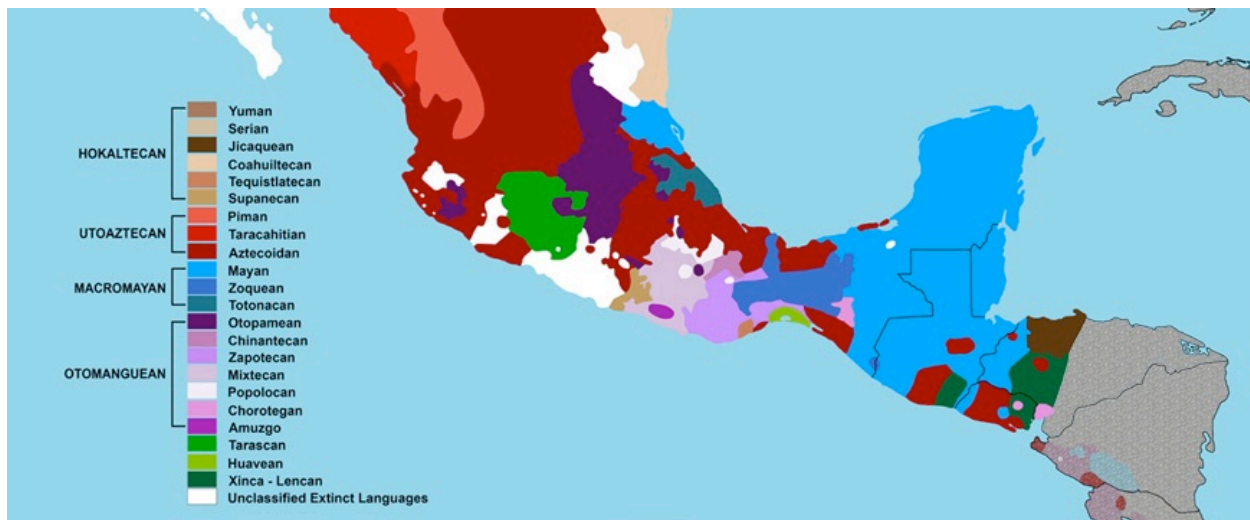 HOKALTECAN
Yuman
Serian
Jicaquean
Coahuiltecan
Tequistlatecan
Supanecan
UTOAZTECAN
Piman
Taracahitian
Aztecoidan
MACROMAYAN
Mayan
Zoquean
Totonacan
OTOMANGUEAN
Otopamean
Chinantecan
Zapotecan
Mixtecan
Popolocan
Chorotegan
Amuzgo
Tarascan
Huavean
Xinca - Lencan
Unclassified Extinct Languages